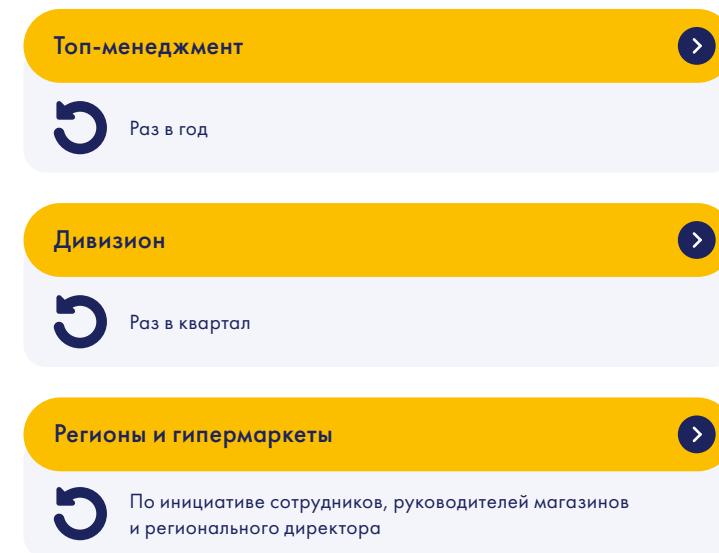 Топ-менеджмент
Раз в год
Дивизион
Раз в квартал
Регионы и гипермаркеты
По инициативе сотрудников, руководителей магазинов
и регионального директора